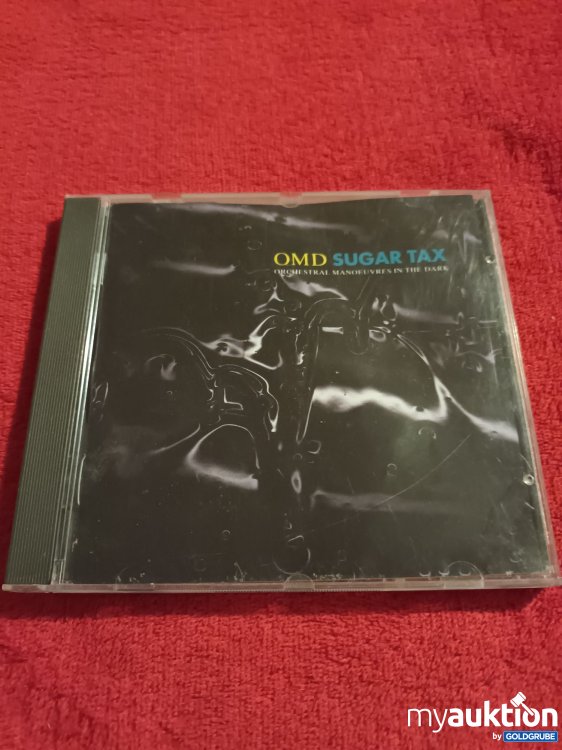 OMD SUGAR TAX
ORCHESTRAL MANOEUVRES IN THE DARK
myauktion
by GOLDGRUBE